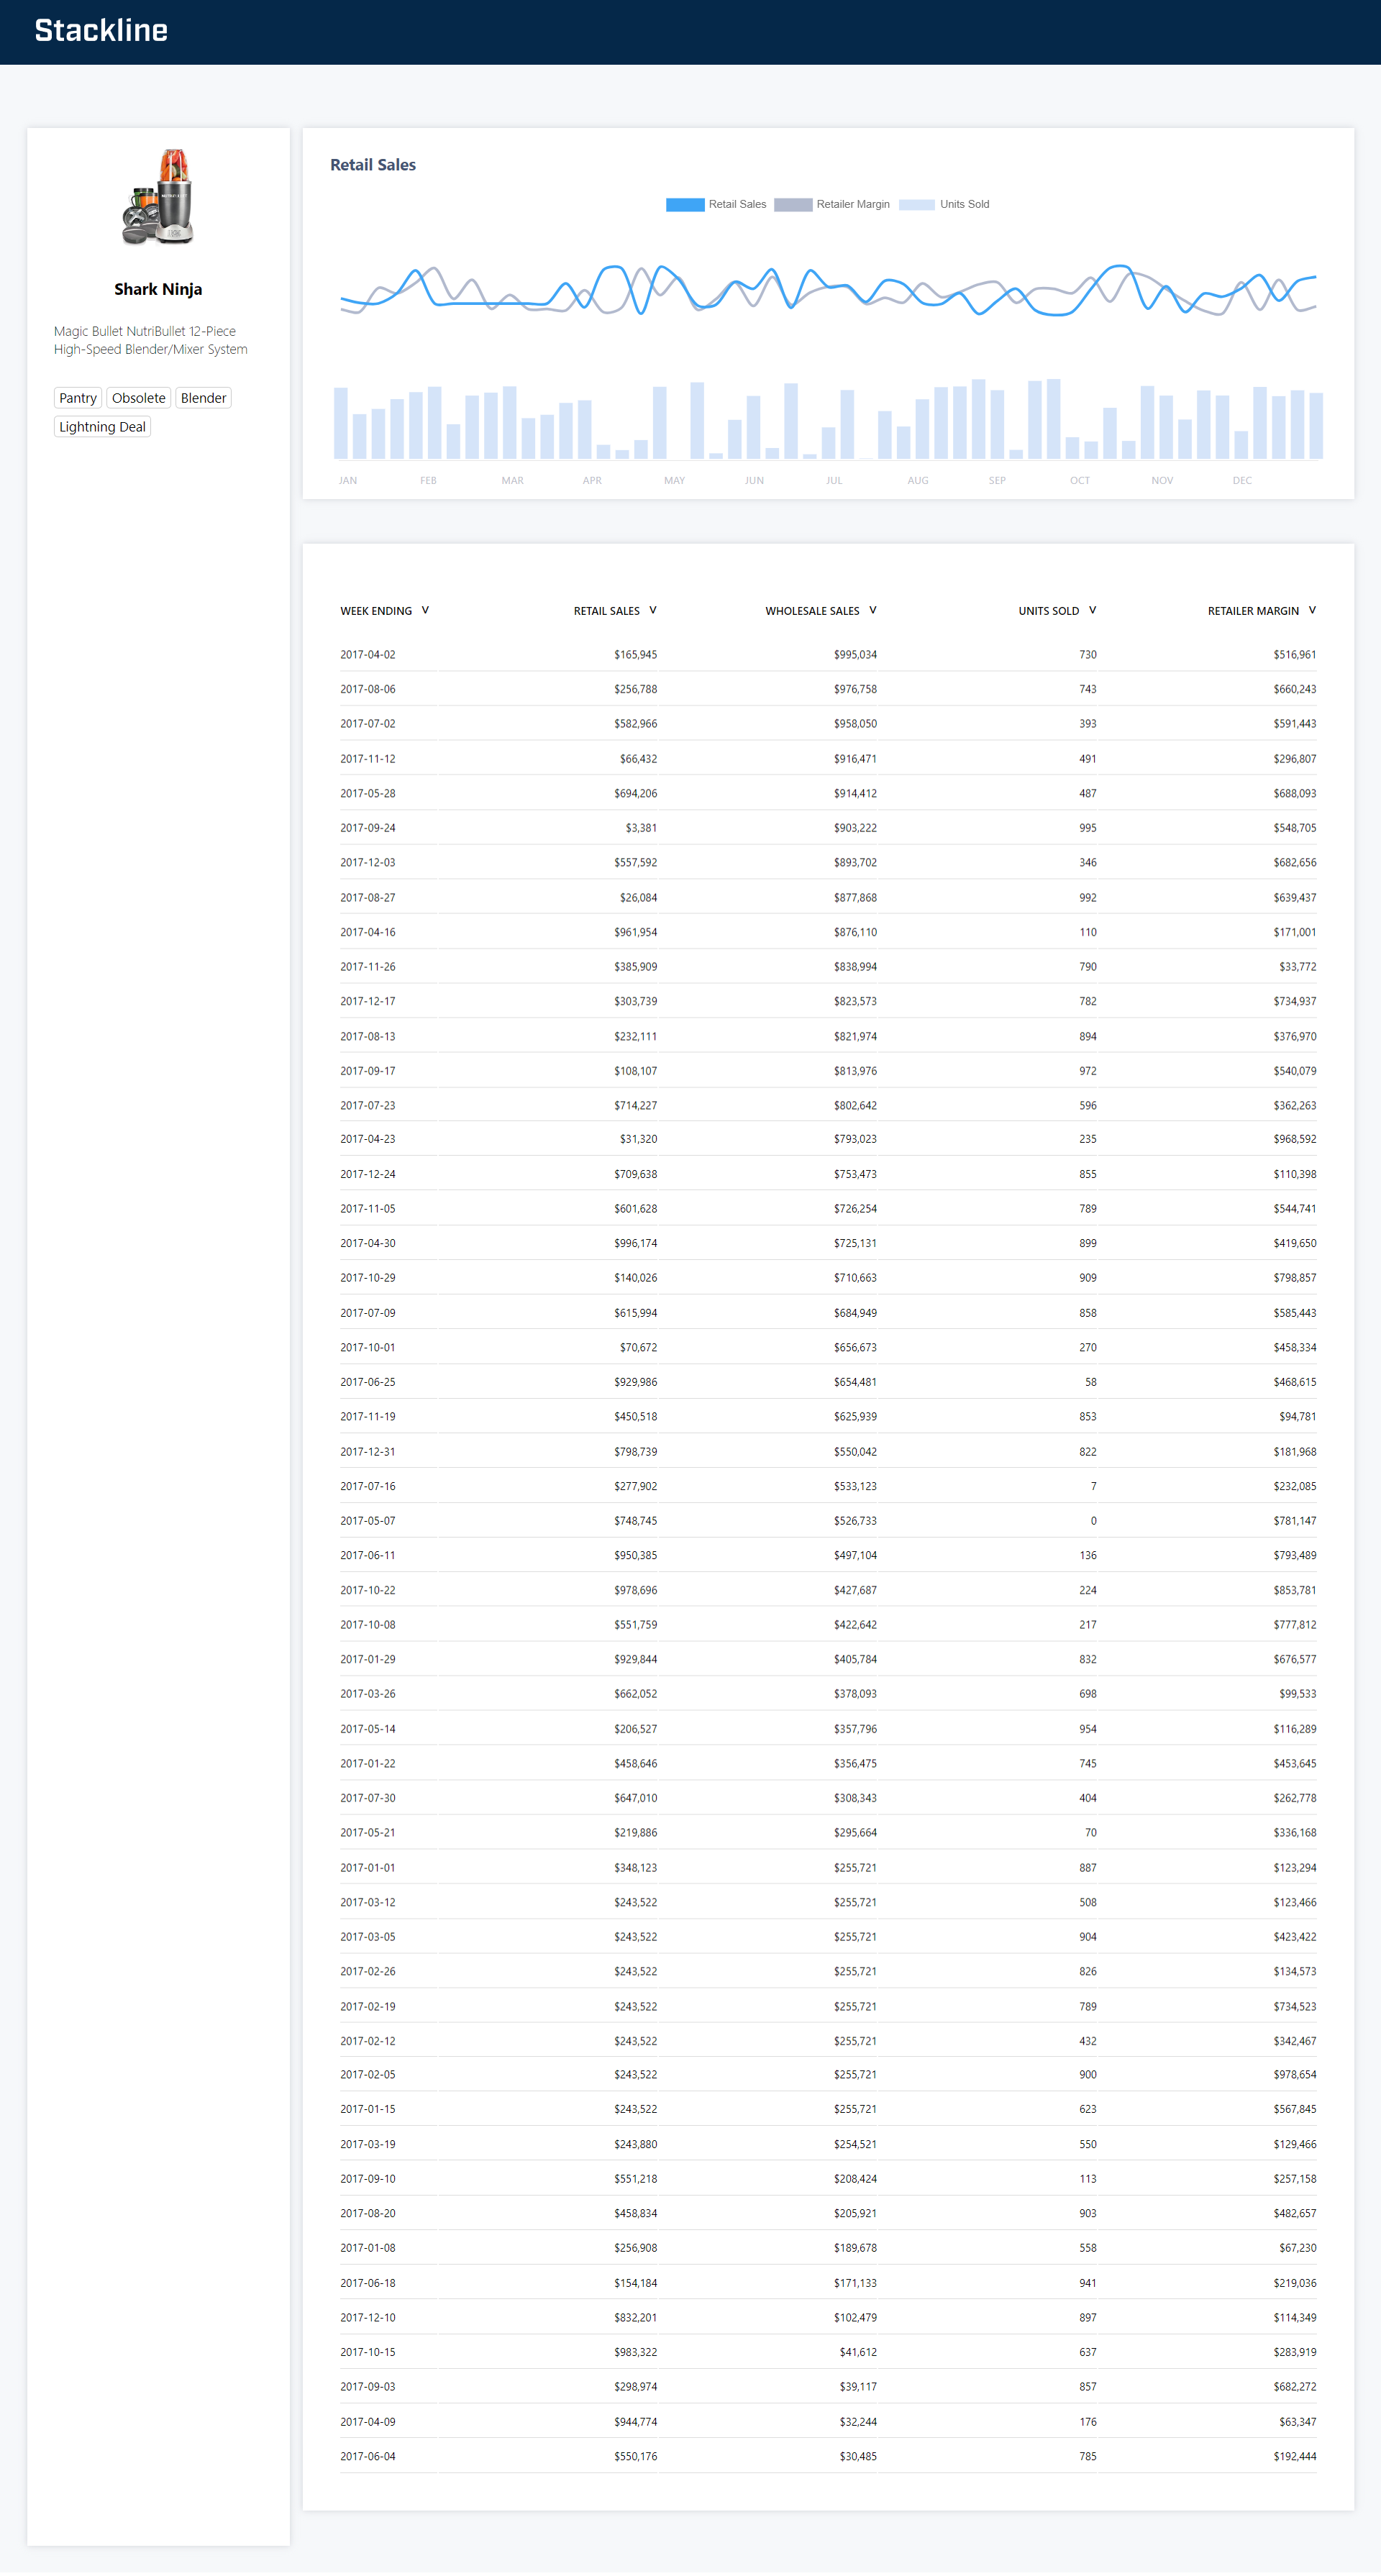 Stackline
Shark Ninja
Magic Bullet NutriBullet 12-Piece
High-Speed Blender/Mixer System
Pantry Obsolete Blender
Lightning Deal
Retail Sales
Retail Sales Retailer Margin Units Sold
JAN FEB MAR APR MAY JUN JUL AUG SEP OCT NOV DEC
WEEK ENDING V RETAIL SALES V WHOLESALE SALES V UNITS SOLD V RETAILER MARGIN V
2017-04-02 $165,945 $995,034 730 $516,961
2017-08-06 $256,788 $976,758 743 $660,243
2017-07-02 $582,966 $958,050 393 $591,443
2017-11-12 $66,432 $916,471 491 $296,807
2017-05-28 $694,206 $914,412 487 $688,093
2017-09-24 $3,381 $903,222 995 $548,705
2017-12-03 $557,592 $893,702 346 $682,656
2017-08-27 $26,084 $877,868 992 $639,437
2017-04-16 $961,954 $876,110 110 $171,001
2017-11-26 $385,909 $838,994 790 $33,772
2017-12-17 $303,739 $823,573 782 $734,937
2017-08-13 $232,111 $821,974 894 $376,970
2017-09-17 $108,107 $813,976 972 $540,079
2017-07-23 $714,227 $802,642 596 $362,263
2017-04-23 $31,320 $793,023 235 $968,592
2017-12-24 $709,638 $753,473 855 $110,398
2017-11-05 $601,628 $726,254 789 $544,741
2017-04-30 $996,174 $725,131 899 $419,650
2017-10-29 $140,026 $710,663 909 $798,857
2017-07-09 $615,994 $684,949 858 $585,443
2017-10-01 $70,672 $656,673 270 $458,334
2017-06-25 $929,986 $654,481 58 $468,615
2017-11-19 $450,518 $625,939 853 $94,781
2017-12-31 $798,739 $550,042 822 $181,968
2017-07-16 $277,902 $533,123 7 $232,085
2017-05-07 $748,745 $526,733 0 $781,147
2017-06-11 $950,385 $497,104 136 $793,489
2017-10-22 $978,696 $427,687 224 $853,781
2017-10-08 $551,759 $422,642 217 $777,812
2017-01-29 $929,844 $405,784 832 $676,577
2017-03-26 $662,052 $378,093 698 $99,533
2017-05-14 $206,527 $357,796 954 $116,289
2017-01-22 $458,646 $356,475 745 $453,645
2017-07-30 $647,010 $308,343 404 $262,778
2017-05-21 $219,886 $295,664 70 $336,168
2017-01-01 $348,123 $255,721 887 $123,294
2017-03-12 $243,522 $255,721 508 $123,466
2017-03-05 $243,522 $255,721 904 $423,422
2017-02-26 $243,522 $255,721 826 $134,573
2017-02-19 $243,522 $255,721 789 $734,523
2017-02-12 $243,522 $255,721 432 $342,467
2017-02-05 $243,522 $255,721 900 $978,654
2017-01-15 $243,522 $255,721 623 $567,845
2017-03-19 $243,880 $254,521 550 $129,466
2017-09-10 $551,218 $208,424 113 $257,158
2017-08-20 $458,834 $205,921 903 $482,657
2017-01-08 $256,908 $189,678 558 $67,230
2017-06-18 $154,184 $171,133 941 $219,036
2017-12-10 $832,201 $102,479 897 $114,349
2017-10-15 $983,322 $41,612 637 $283,919
2017-09-03 $298,974 $39,117 857 $682,272
2017-04-09 $944,774 $32,244 176 $63,347
2017-06-04 $550,176 $30,485 785 $192,444